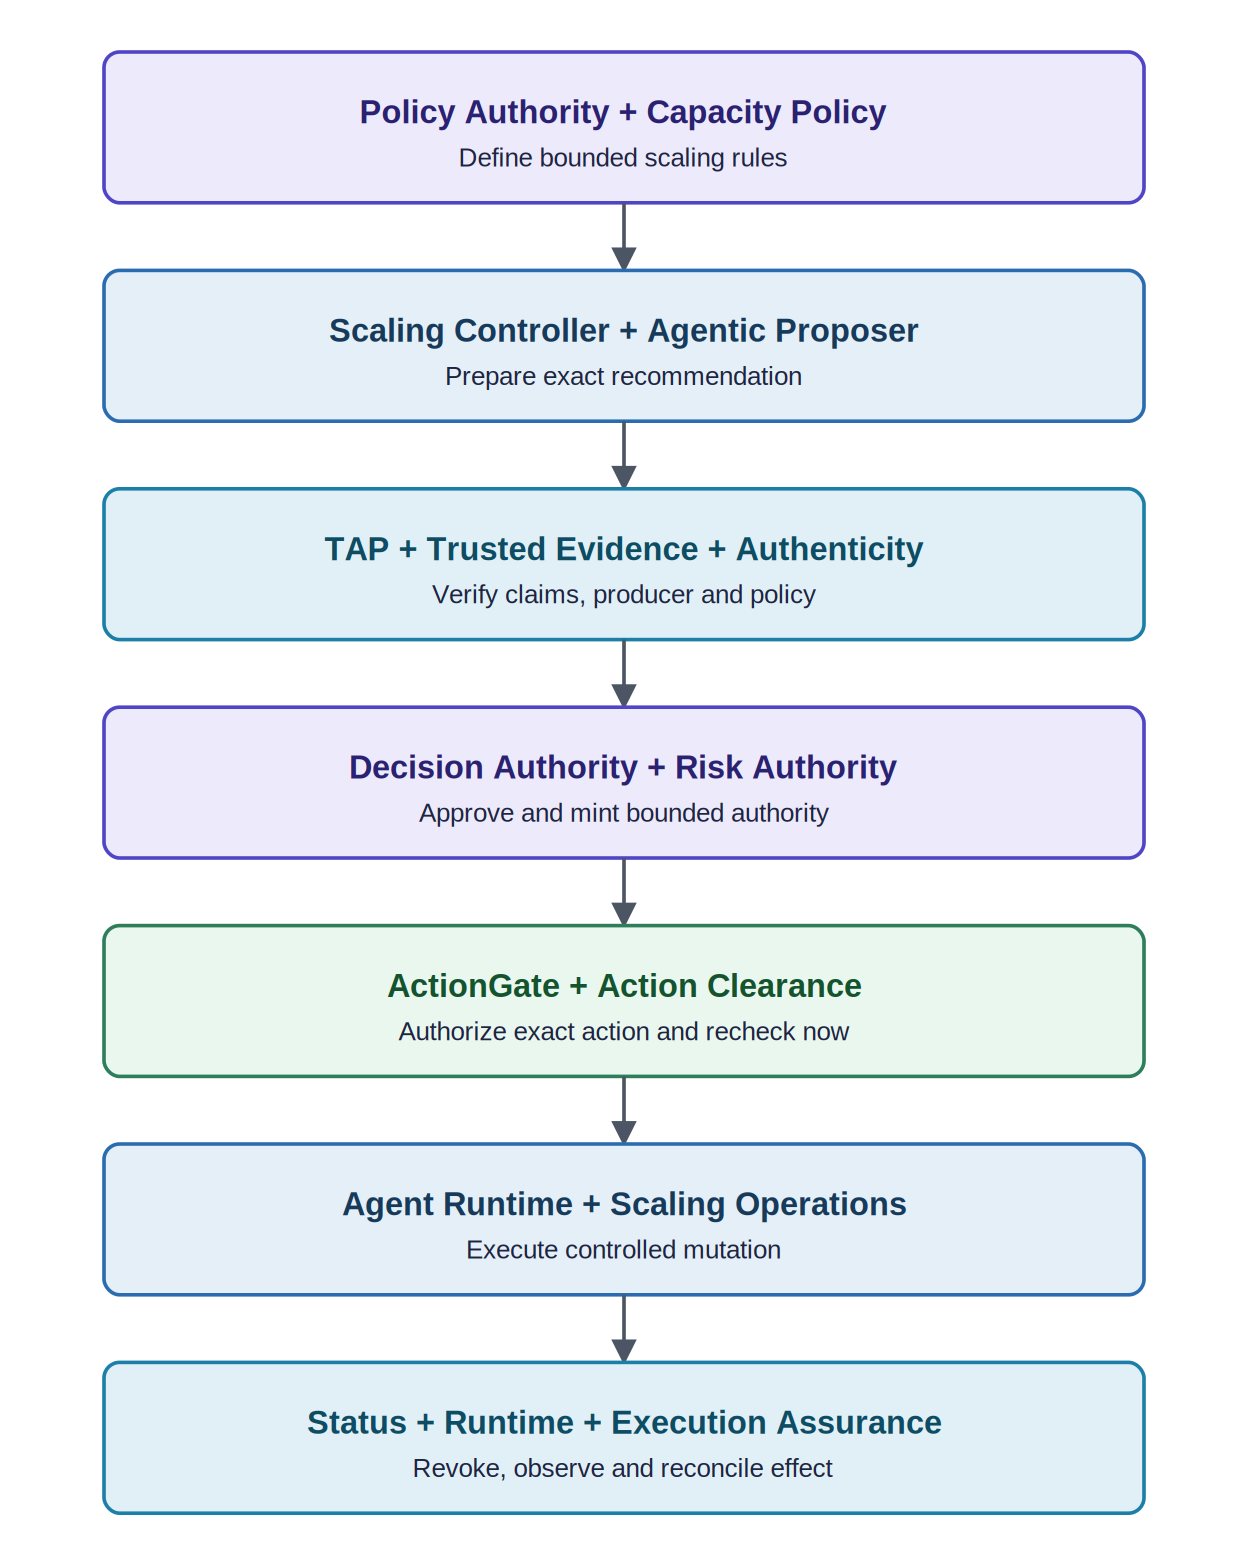 Policy Authority + Capacity Policy
Define bounded scaling rules
Scaling Controller + Agentic Proposer
Prepare exact recommendation
TAP + Trusted Evidence + Authenticity
Verify claims, producer and policy
Decision Authority + Risk Authority
Approve and mint bounded authority
ActionGate + Action Clearance
Authorize exact action and recheck now
Agent Runtime + Scaling Operations
Execute controlled mutation
Status + Runtime + Execution Assurance
Revoke, observe and reconcile effect